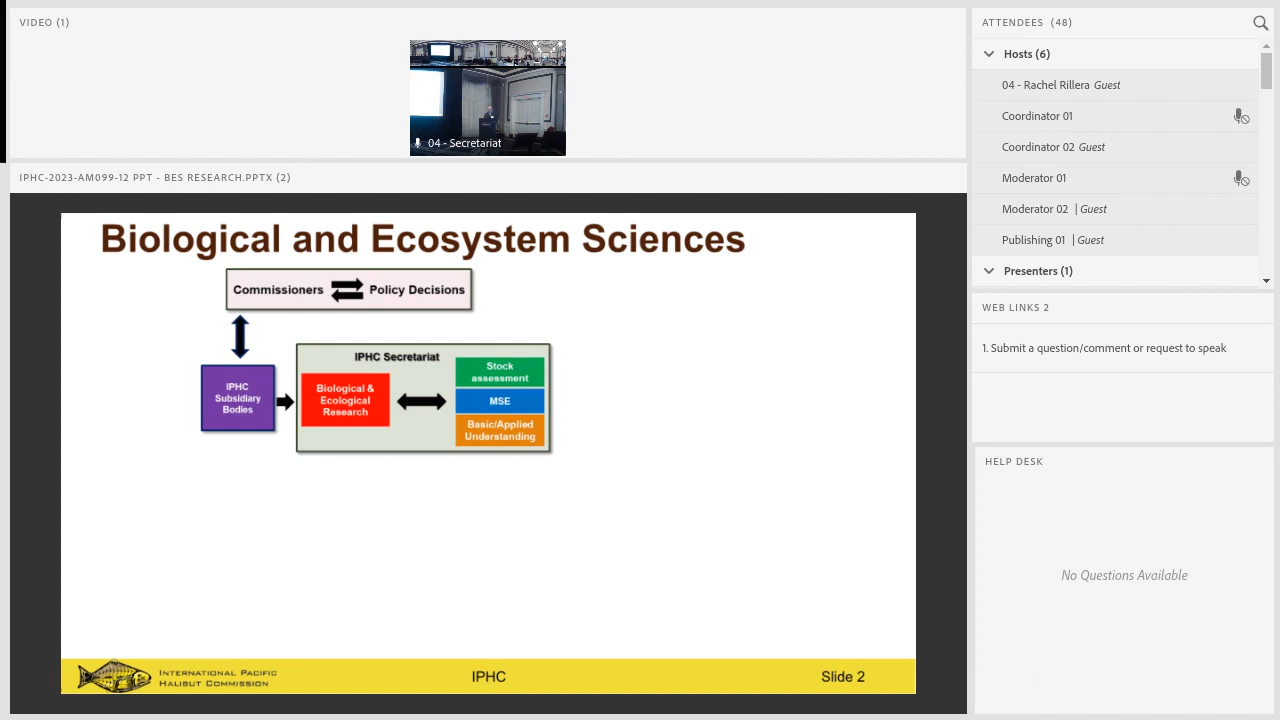 VIDEO (1)
04 - Secretariat
IPHC-2023-AM099-12 PPT - BES RESEARCH.PPTX (2)
Biological and Ecosystem Sciences
Commissioners
Policy Decisions
IPHC Secretariat
IPHC
Subsidiary
Bodies
Biological &
Ecological
Research
Stock
assessment
MSE
Basic/Applied
Understanding
INTERNATIONAL PACIFIC
HALIBUT COMMISSION
IPHC
Slide 2
ATTENDEES (48)
Hosts (6)
04 - Rachel Rillera Guest
Coordinator 01
Coordinator 02 Guest
Moderator 01
Moderator 02 | Guest
Publishing 01 | Guest
Presenters (1)
WEB LINKS 2
1. Submit a question/comment or request to speak
HELP DESK
No Questions Available